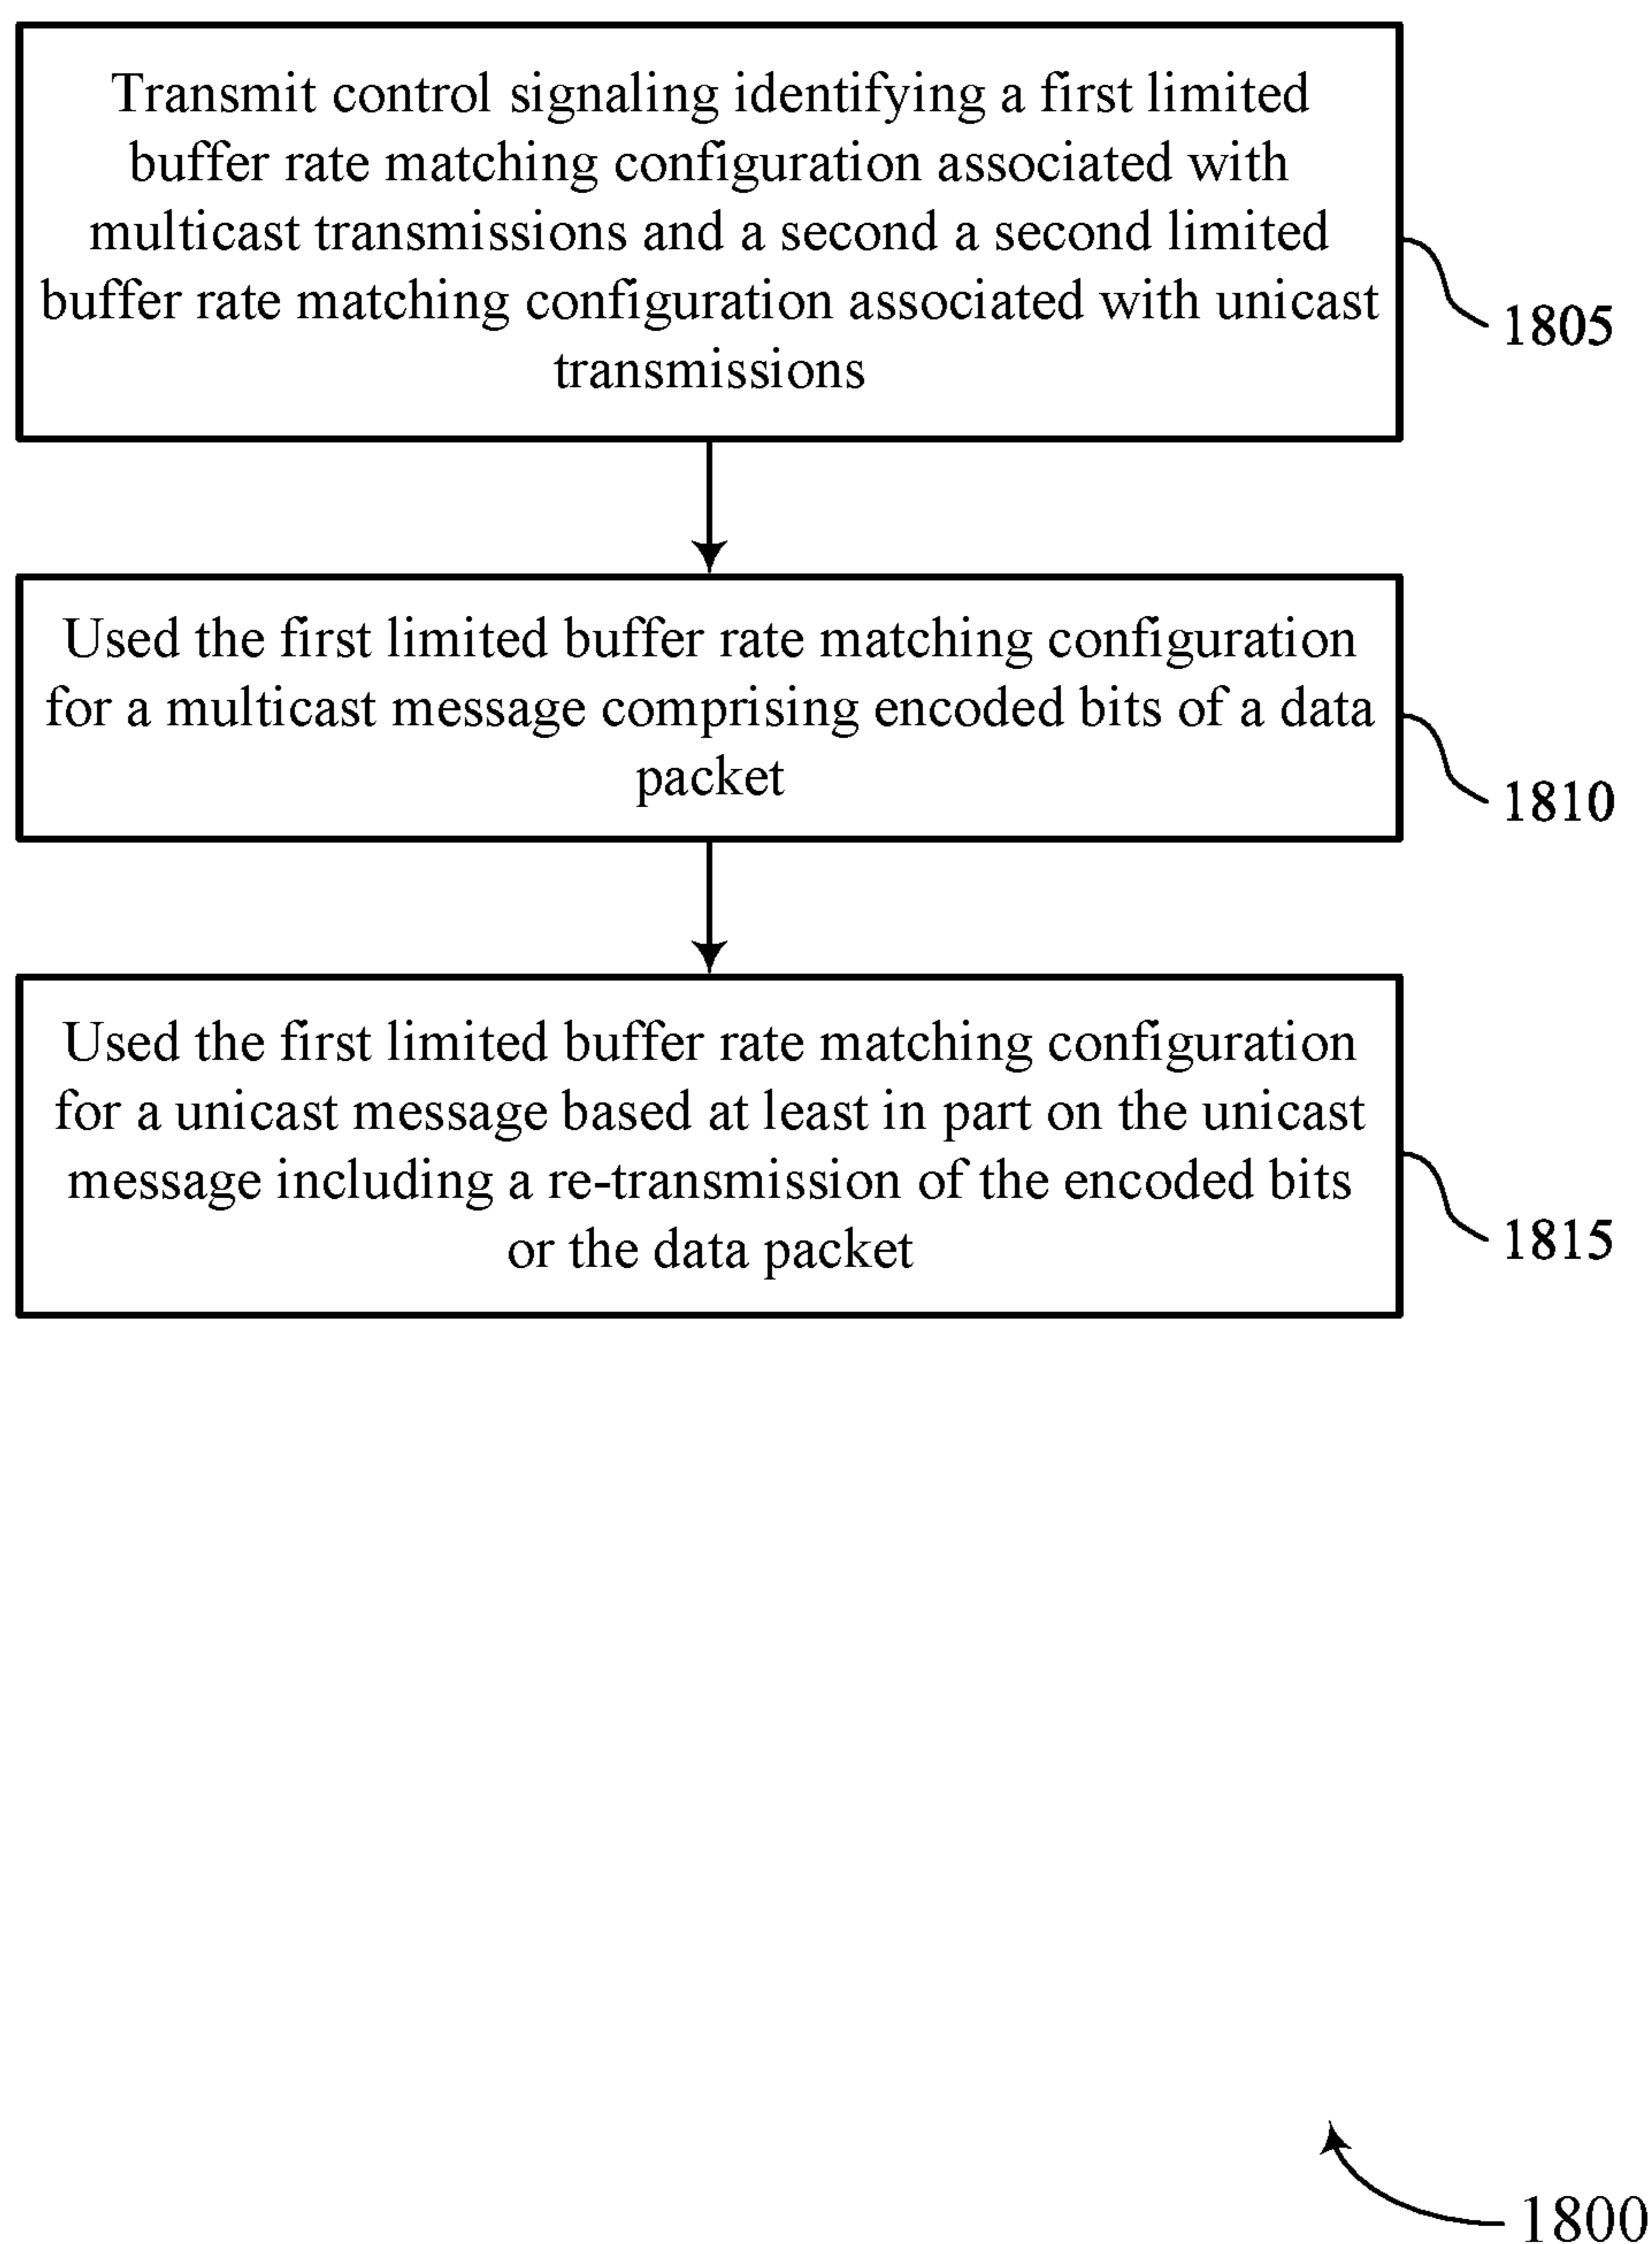 Transmit control signaling identifying a first limited
buffer rate matching configuration associated with
multicast transmissions and a second a second limited
buffer rate matching configuration associated with unicast
transmissions
1805
Used the first limited buffer rate matching configuration
for a multicast message comprising encoded bits of a data
packet
1810
Used the first limited buffer rate matching configuration
for a unicast message based at least in part on the unicast
message including a re-transmission of the encoded bits
or the data packet
1815
1800